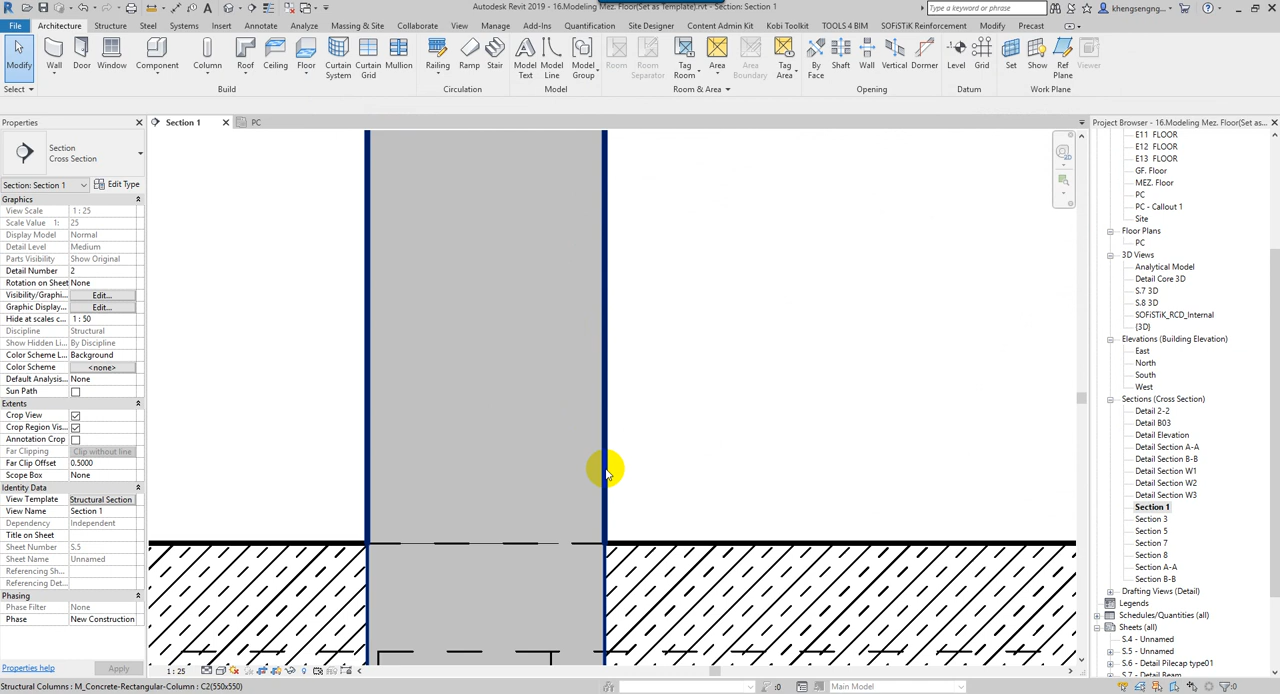 Autodesk Revit 2019 - 16.Modeling Mez. Floor(Set as Template).rvt - Section: Section 1
Type a keyword or phrase
khengsengng...
File Architecture Structure Steel Systems Insert Annotate Analyze Massing & Site Collaborate View Manage Add-Ins Quantification Site Designer Content Admin Kit Kobi Toolkit TOOLS 4 BIM SOFiSTiK Reinforcement Modify Precast
Modify Wall Door Window Component Column Roof Ceiling Floor Curtain System Curtain Grid Mullion Railing Ramp Stair Model Text Model Line Model Group Room Room Separator Tag Room Area Area Boundary Tag Area By Face Shaft Wall Vertical Dormer Level Grid Set Show Ref Plane Viewer
Select Build Circulation Model Room & Area Opening Datum Work Plane
Properties
Section 1 PC
Project Browser - 16.Modeling Mez. Floor(Set as...
Section
Cross Section
Section: Section 1 Edit Type
Graphics
View Scale 1 : 25
Scale Value 1: 25
Display Model Normal
Detail Level Medium
Parts Visibility Show Original
Detail Number 2
Rotation on Sheet None
Visibility/Graphi... Edit...
Graphic Display... Edit...
Hide at scales c... 1 : 50
Discipline Structural
Show Hidden Li... By Discipline
Color Scheme L... Background
Color Scheme <none>
Default Analysis... None
Sun Path
Extents
Crop View
Crop Region Vis...
Annotation Crop
Far Clipping Clip without line
Far Clip Offset 0.5000
Scope Box None
Identity Data
View Template Structural Section
View Name Section 1
Dependency Independent
Title on Sheet
Sheet Number S.5
Sheet Name Unnamed
Referencing Sh...
Referencing Det...
Phasing
Phase Filter None
Phase New Construction
Properties help Apply
E11 FLOOR
E12 FLOOR
E13 FLOOR
GF. Floor
MEZ. Floor
PC
PC - Callout 1
Site
Floor Plans
PC
3D Views
Analytical Model
Detail Core 3D
S.7 3D
S.8 3D
SOFiSTiK_RCD_Internal
{3D}
Elevations (Building Elevation)
East
North
South
West
Sections (Cross Section)
Detail 2-2
Detail B03
Detail Elevation
Detail Section A-A
Detail Section B-B
Detail Section W1
Detail Section W2
Detail Section W3
Section 1
Section 3
Section 5
Section 7
Section 8
Section A-A
Section B-B
Drafting Views (Detail)
Legends
Schedules/Quantities (all)
Sheets (all)
S.4 - Unnamed
S.5 - Unnamed
S.6 - Detail Pilecap type01
1 : 25
Structural Columns : M_Concrete-Rectangular-Column : C2(550x550)
:0 Main Model :0